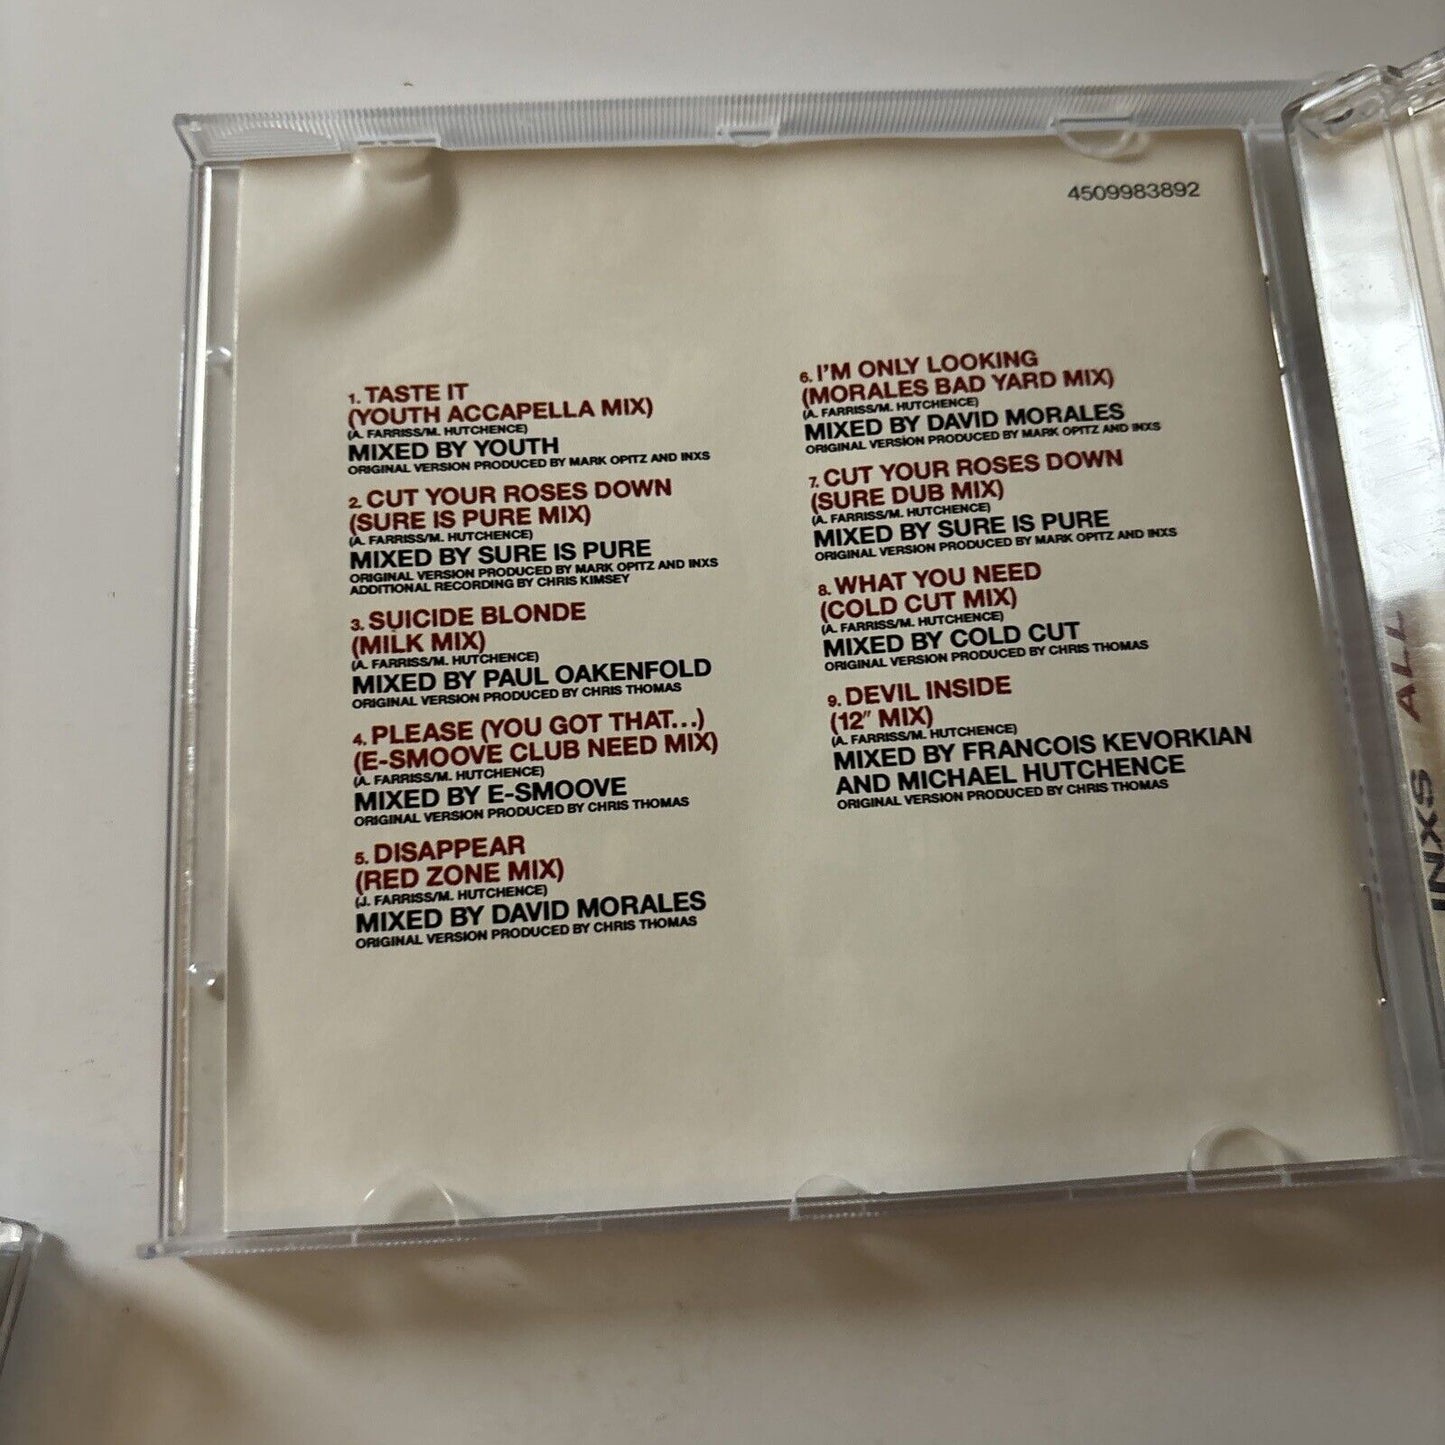 4509983892
1. TASTE IT
(YOUTH ACCAPELLA MIX)
(A. FARRISS/M. HUTCHENCE)
MIXED BY YOUTH
ORIGINAL VERSION PRODUCED BY MARK OPITZ AND INXS
2. CUT YOUR ROSES DOWN
(SURE IS PURE MIX)
(A. FARRISS/M. HUTCHENCE)
MIXED BY SURE IS PURE
ORIGINAL VERSION PRODUCED BY MARK OPITZ AND INXS
ADDITIONAL RECORDING BY CHRIS KIMSEY
3. SUICIDE BLONDE
(MILK MIX)
(A. FARRISS/M. HUTCHENCE)
MIXED BY PAUL OAKENFOLD
ORIGINAL VERSION PRODUCED BY CHRIS THOMAS
4. PLEASE (YOU GOT THAT...)
(E-SMOOVE CLUB NEED MIX)
(A. FARRISS/M. HUTCHENCE)
MIXED BY E-SMOOVE
ORIGINAL VERSION PRODUCED BY CHRIS THOMAS
5. DISAPPEAR
(RED ZONE MIX)
(J. FARRISS/M. HUTCHENCE)
MIXED BY DAVID MORALES
ORIGINAL VERSION PRODUCED BY CHRIS THOMAS
6. I'M ONLY LOOKING
(MORALES BAD YARD MIX)
(A. FARRISS/M. HUTCHENCE)
MIXED BY DAVID MORALES
ORIGINAL VERSION PRODUCED BY MARK OPITZ AND INXS
7. CUT YOUR ROSES DOWN
(SURE DUB MIX)
(A. FARRISS/M. HUTCHENCE)
MIXED BY SURE IS PURE
ORIGINAL VERSION PRODUCED BY MARK OPITZ AND INXS
8. WHAT YOU NEED
(COLD CUT MIX)
(A. FARRISS/M. HUTCHENCE)
MIXED BY COLD CUT
ORIGINAL VERSION PRODUCED BY CHRIS THOMAS
9. DEVIL INSIDE
(12" MIX)
(A. FARRISS/M. HUTCHENCE)
MIXED BY FRANCOIS KEVORKIAN
AND MICHAEL HUTCHENCE
ORIGINAL VERSION PRODUCED BY CHRIS THOMAS
INXS ALL